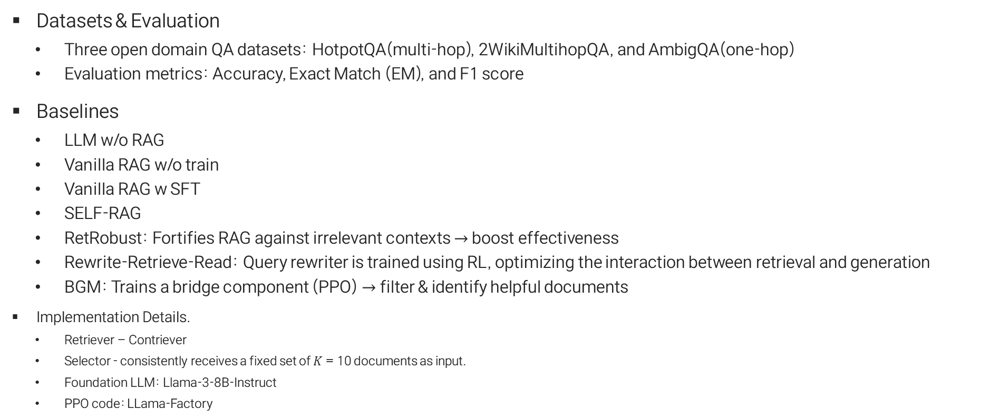 ▪ Datasets & Evaluation
• Three open domain QA datasets: HotpotQA(multi-hop), 2WikiMultihopQA, and AmbigQA(one-hop)
• Evaluation metrics: Accuracy, Exact Match (EM), and F1 score
▪ Baselines
• LLM w/o RAG
• Vanilla RAG w/o train
• Vanilla RAG w SFT
• SELF-RAG
• RetRobust: Fortifies RAG against irrelevant contexts → boost effectiveness
• Rewrite-Retrieve-Read: Query rewriter is trained using RL, optimizing the interaction between retrieval and generation
• BGM: Trains a bridge component (PPO) → filter & identify helpful documents
▪ Implementation Details.
• Retriever – Contriever
• Selector - consistently receives a fixed set of K = 10 documents as input.
• Foundation LLM: Llama-3-8B-Instruct
• PPO code: LLama-Factory